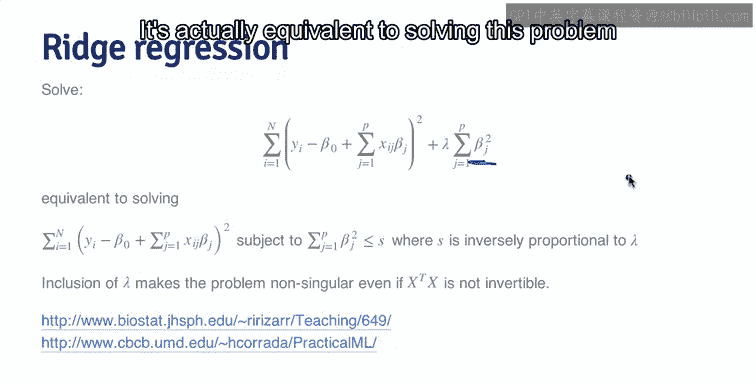 It's actually equivalent to solving this problem
Ridge regression
Solve:
∑_{i=1}^{N} (y_i − β_0 + ∑_{j=1}^{p} x_{ij}β_j)^2 + λ ∑_{j=1}^{p} β_j^2
equivalent to solving
∑_{i=1}^{N} (y_i − β_0 + ∑_{j=1}^{p} x_{ij}β_j)^2 subject to ∑_{j=1}^{p} β_j^2 ≤ s where s is inversely proportional to λ
Inclusion of λ makes the problem non-singular even if X^T X is not invertible.
http://www.biostat.jhsph.edu/~ririzarr/Teaching/649/
http://www.cbcb.umd.edu/~hcorrada/PracticalML/